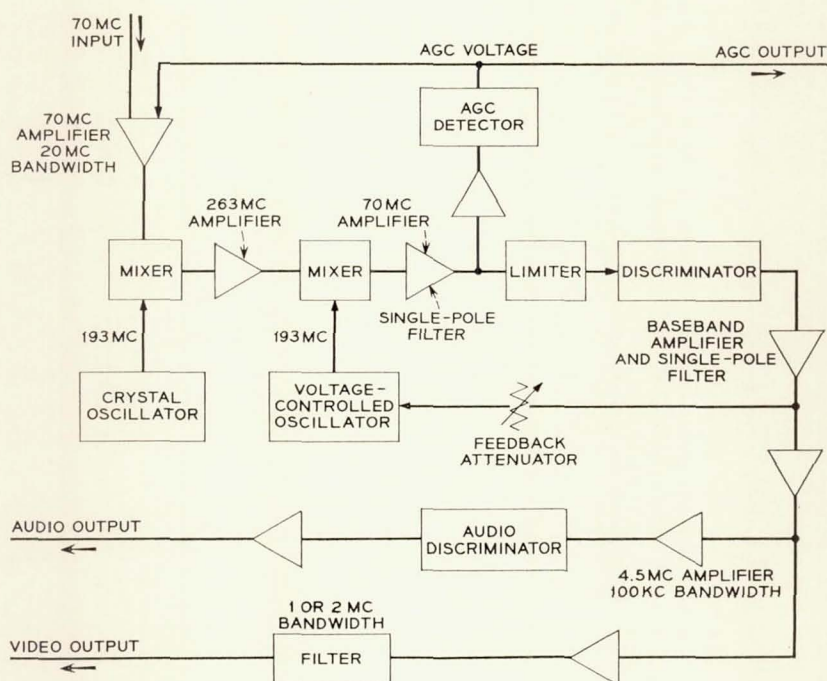 70 MC
INPUT
AGC VOLTAGE
AGC OUTPUT
AGC
DETECTOR
70 MC
AMPLIFIER
20 MC
BANDWIDTH
263 MC
AMPLIFIER
70 MC
AMPLIFIER
MIXER
MIXER
LIMITER
DISCRIMINATOR
SINGLE-POLE
FILTER
193 MC
193 MC
BASEBAND
AMPLIFIER
AND SINGLE-POLE
FILTER
CRYSTAL
OSCILLATOR
VOLTAGE-
CONTROLLED
OSCILLATOR
FEEDBACK
ATTENUATOR
AUDIO OUTPUT
AUDIO
DISCRIMINATOR
4.5 MC AMPLIFIER
100 KC BANDWIDTH
1 OR 2 MC
BANDWIDTH
VIDEO OUTPUT
FILTER